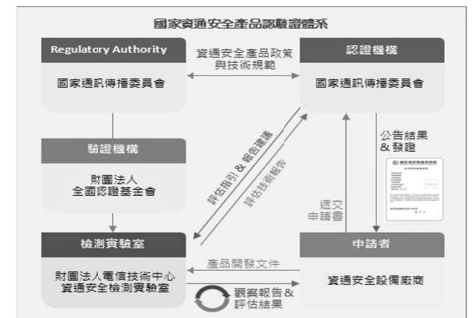 國家資通安全產品認驗證體系
Regulatory Authority
國家通訊傳播委員會
資通安全產品政策
與技術規範
認證機構
國家通訊傳播委員會
驗證機構
財團法人
全國認證基金會
評估指引 & 報告建議
評估技術報告
公告結果
& 發證
遞交
申請書
檢測實驗室
財團法人電信技術中心
資通安全檢測實驗室
產品開發文件
觀察報告&
評估結果
申請者
資通安全設備廠商